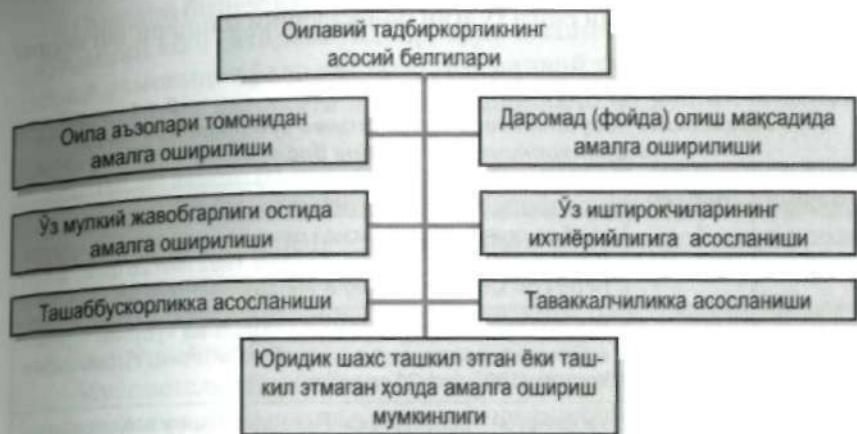 Оилавий тадбиркорликнинг
асосий белгилари
Оила аъзолари томонидан
амалга оширилиши
Даромад (фойда) олиш мақсадида
амалга оширилиши
Ўз мулкий жавобгарлиги остида
амалга оширилиши
Ўз иштирокчиларининг
ихтиёрийлигига асосланиши
Ташаббускорликка асосланиши
Таваккалчиликка асосланиши
Юридик шахс ташкил этган ёки таш-
кил этмаган ҳолда амалга ошириш
мумкинлиги